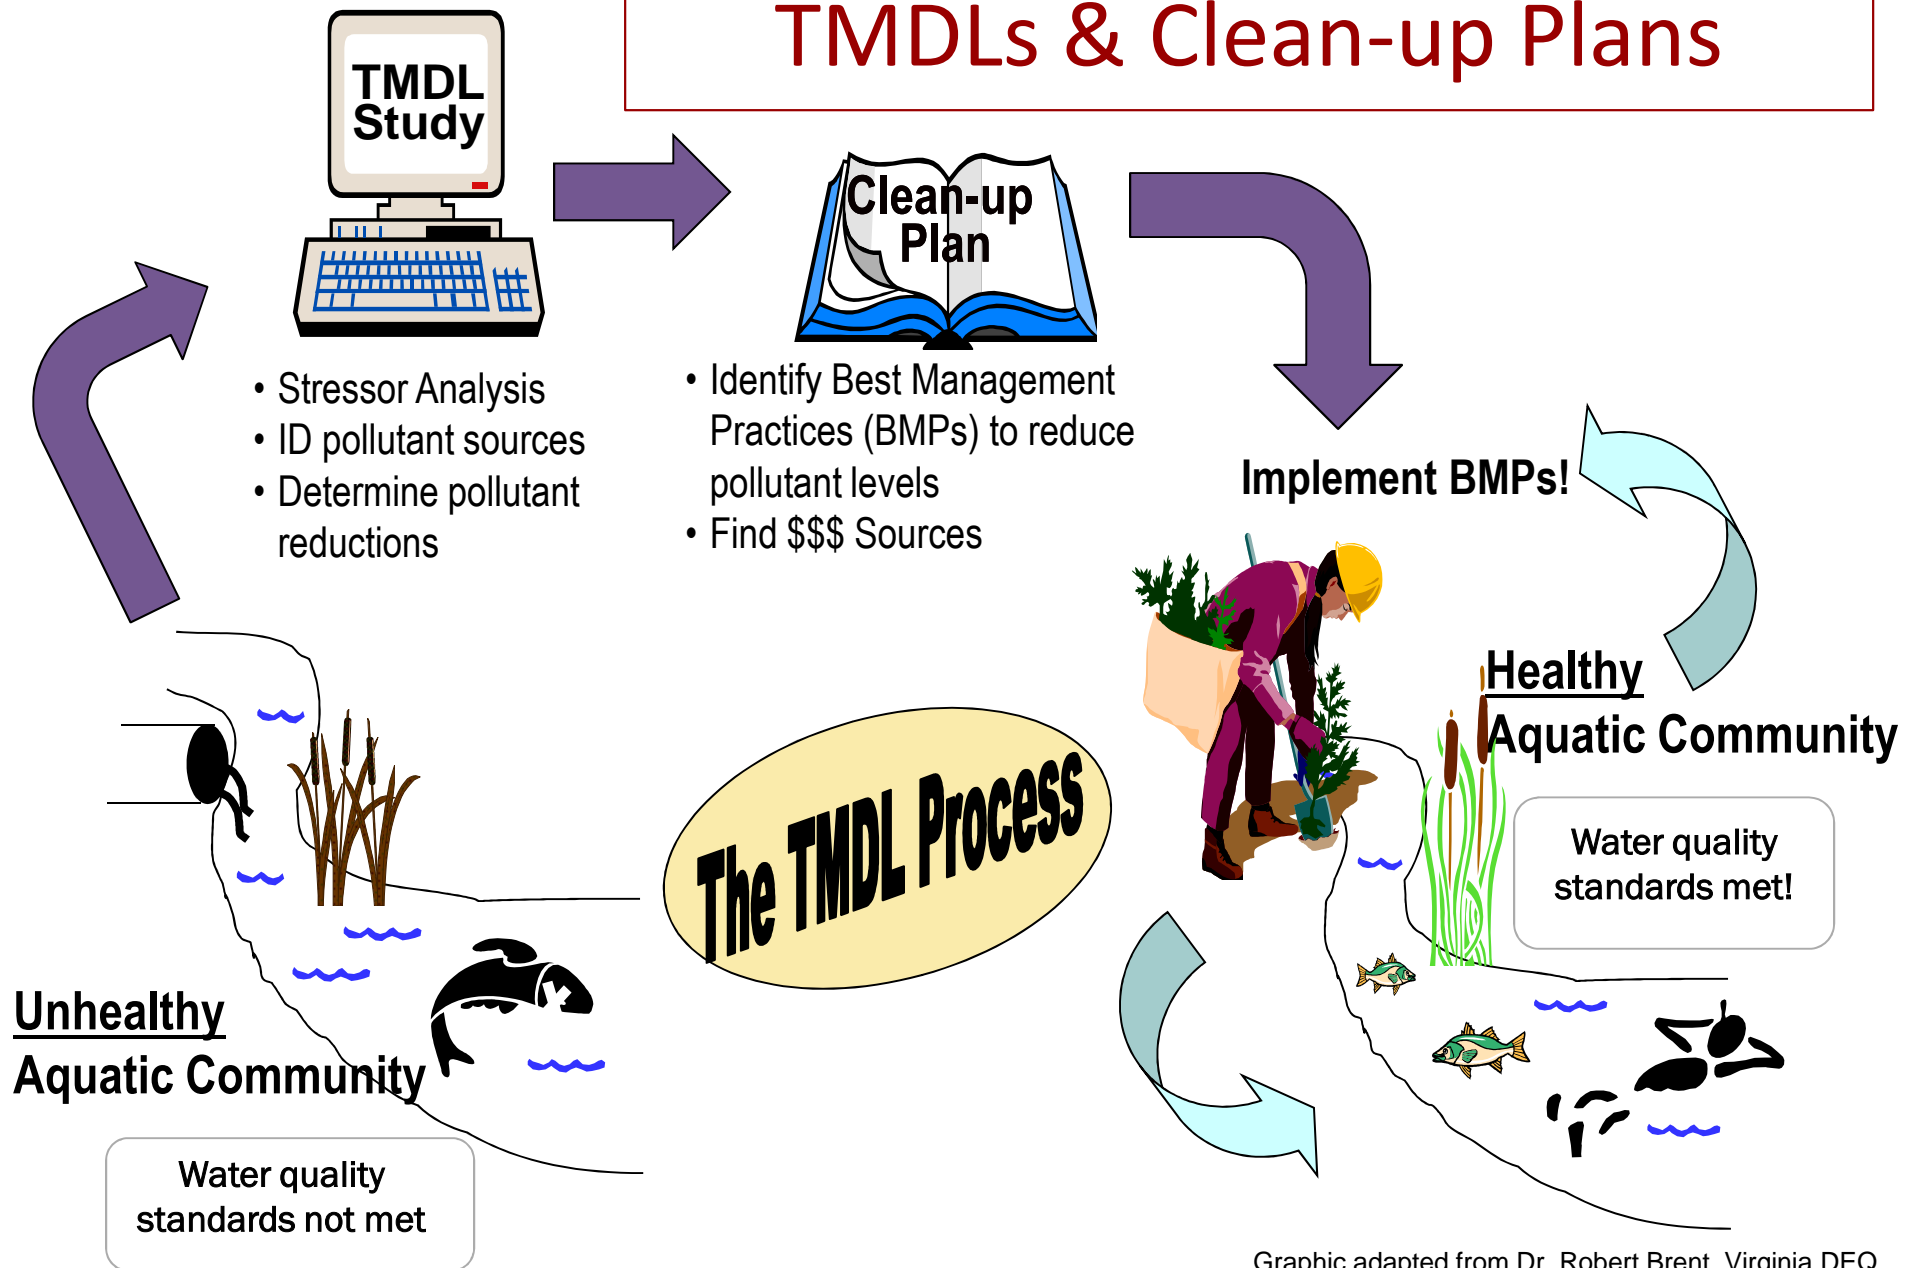 TMDLs & Clean-up Plans
TMDL
Study
Clean-up
Plan
• Stressor Analysis
• ID pollutant sources
• Determine pollutant
reductions
• Identify Best Management
Practices (BMPs) to reduce
pollutant levels
• Find $$$ Sources
Implement BMPs!
Healthy
Aquatic Community
Water quality
standards met!
The TMDL Process
Unhealthy
Aquatic Community
Water quality
standards not met
Graphic adapted from Dr. Robert Brent, Virginia DEQ